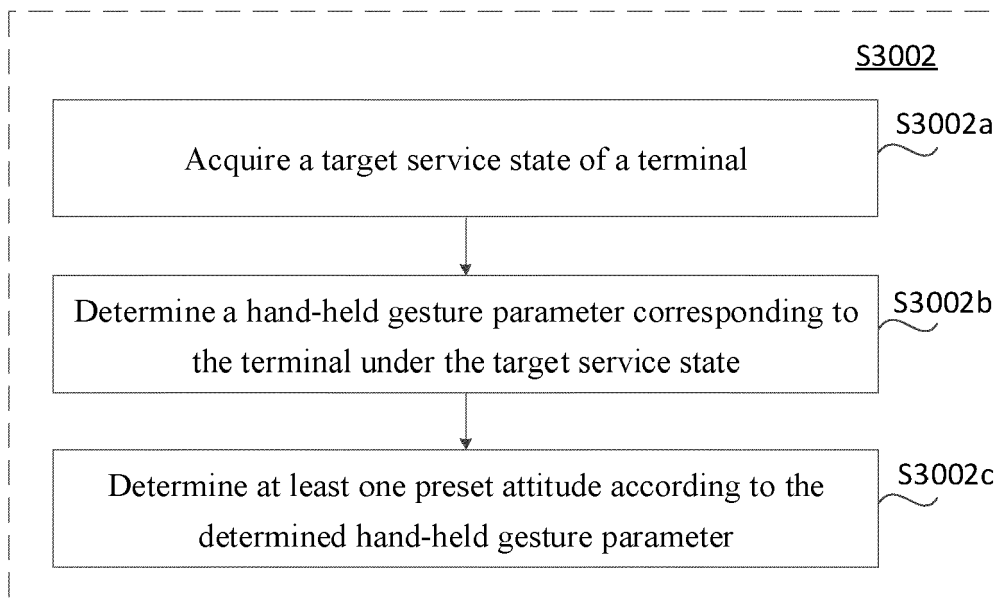 S3002
S3002a
Acquire a target service state of a terminal
S3002b
Determine a hand-held gesture parameter corresponding to
the terminal under the target service state
S3002c
Determine at least one preset attitude according to the
determined hand-held gesture parameter